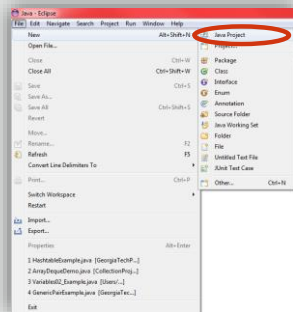 Java - Eclipse
File Edit Navigate Search Project Run Window Help
New Alt+Shift+N
Open File...
Close Ctrl+W
Close All Ctrl+Shift+W
Save Ctrl+S
Save As...
Save All Ctrl+Shift+S
Revert
Move...
Rename... F2
Refresh F5
Convert Line Delimiters To
Print... Ctrl+P
Switch Workspace
Restart
Import...
Export...
Properties Alt+Enter
1 HashtableExample.java [GeorgiaTechP...]
2 ArrayDequeDemo.java [CollectionProj...]
3 Variables02_Example.java [Users/...]
4 GenericPairExample.java [GeorgiaTec...]
Exit
Java Project
Project...
Package
Class
Interface
Enum
Annotation
Source Folder
Java Working Set
Folder
File
Untitled Text File
JUnit Test Case
Other... Ctrl+N